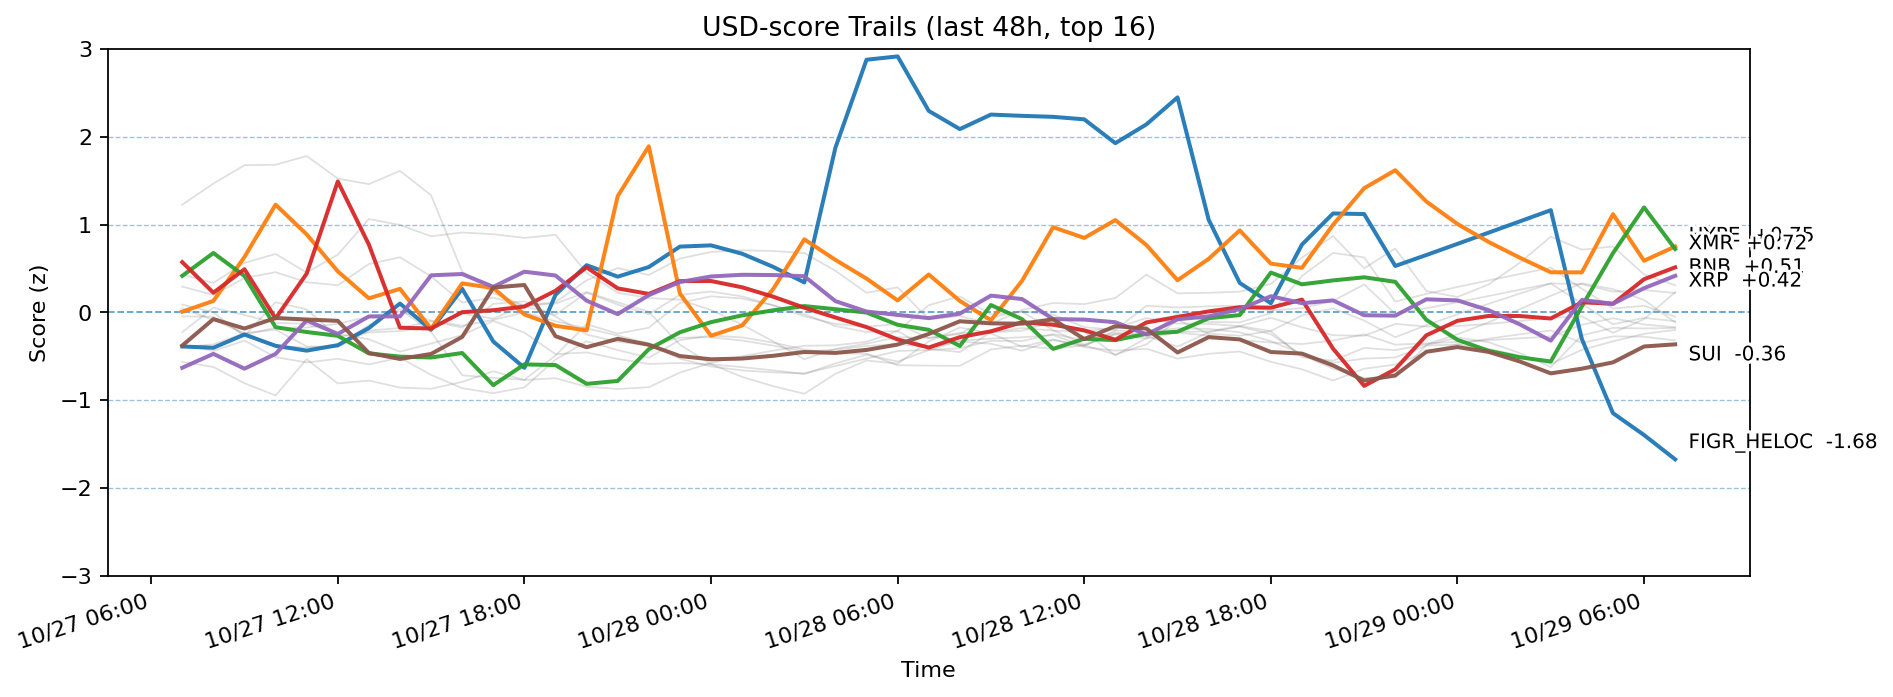 USD-score Trails (last 48h, top 16)
Score (z)
3
2
1
0
−1
−2
−3
HYPE +0.75
XMR +0.72
BNB +0.51
XRP +0.42
SUI -0.36
FIGR_HELOC -1.68
10/27 06:00
10/27 12:00
10/27 18:00
10/28 00:00
10/28 06:00
10/28 12:00
10/28 18:00
10/29 00:00
10/29 06:00
Time